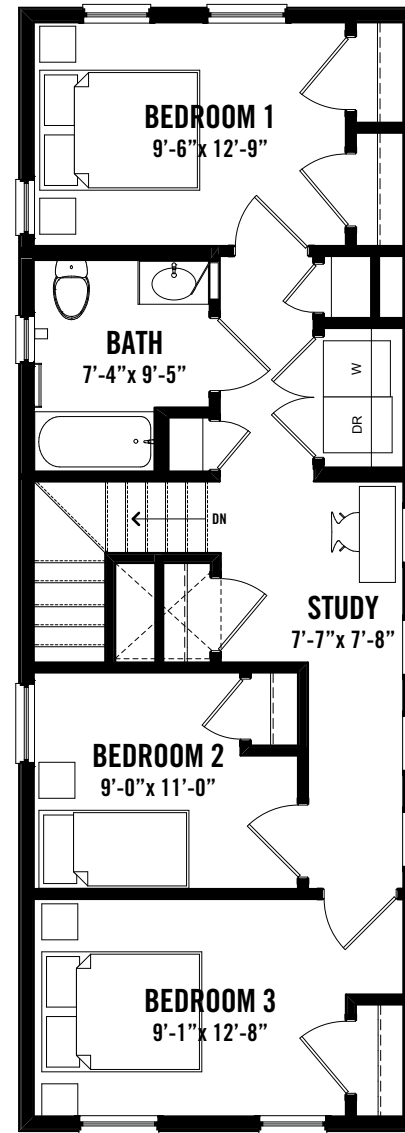 BEDROOM 1
9'-6”x 12'-9”
BATH
7'-4”x 9'-5”
W
DR
DN
STUDY
7'-7”x 7'-8”
BEDROOM 2
9'-0”x 11'-0”
BEDROOM 3
9'-1”x 12'-8”